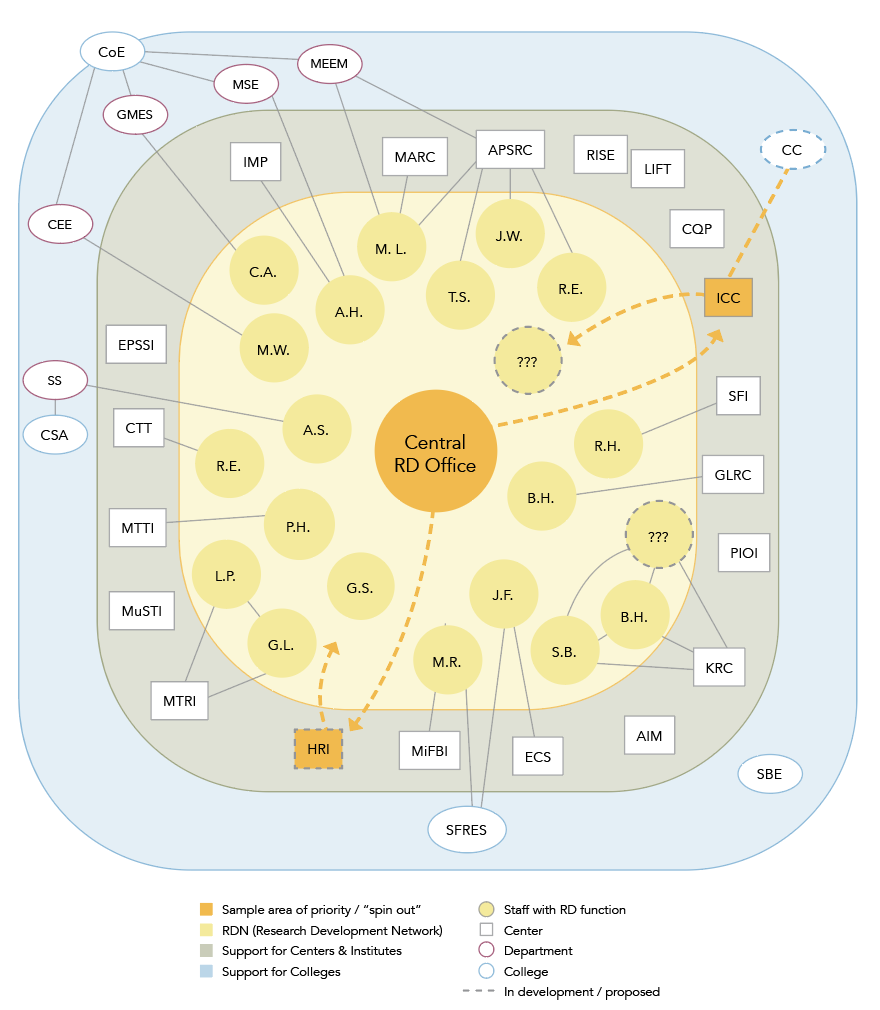 CoE
MEEM
MSE
GMES
CC
IMP
MARC
APSRC
RISE
LIFT
CEE
CQP
C.A.
M. L.
J.W.
A.H.
T.S.
R.E.
ICC
M.W.
EPSSI
???
SS
CSA
CTT
A.S.
SFI
R.E.
Central
RD Office
R.H.
B.H.
GLRC
MTTI
P.H.
???
PIOI
L.P.
G.S.
J.F.
MuSTI
G.L.
M.R.
S.B.
B.H.
KRC
MTRI
HRI
MiFBI
ECS
AIM
SBE
SFRES
Sample area of priority / “spin out”
RDN (Research Development Network)
Support for Centers & Institutes
Support for Colleges
Staff with RD function
Center
Department
College
In development / proposed